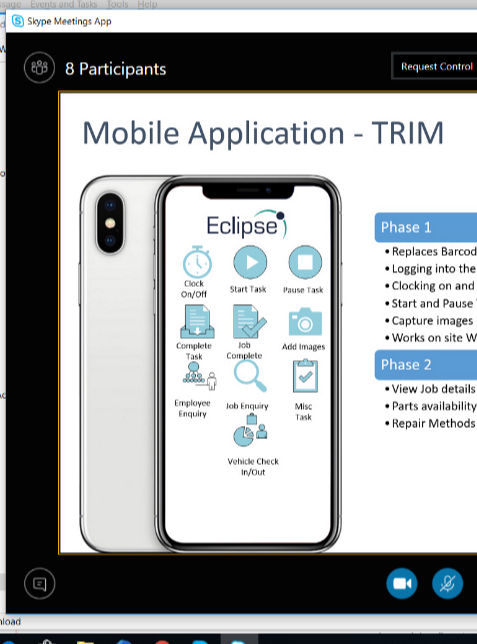 Events and Tasks Tools Help
Skype Meetings App
8 Participants
Request Control
Mobile Application - TRIM
Eclipse
Clock On/Off
Start Task
Pause Task
Complete Task
Job Complete
Add Images
Employee Enquiry
Job Enquiry
Misc Task
Vehicle Check In/Out
Phase 1
• Replaces Barcod
• Logging into the
• Clocking on and
• Start and Pause
• Capture images
• Works on site W
Phase 2
• View Job details
• Parts availability
• Repair Methods